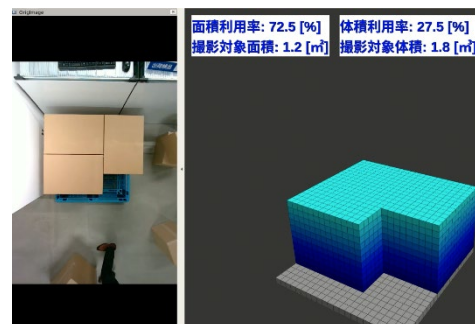 OrigImage
面積利用率: 72.5 [%]
撮影対象面積: 1.2 [㎡]
体積利用率: 27.5 [%]
撮影対象体積: 1.8 [㎥]